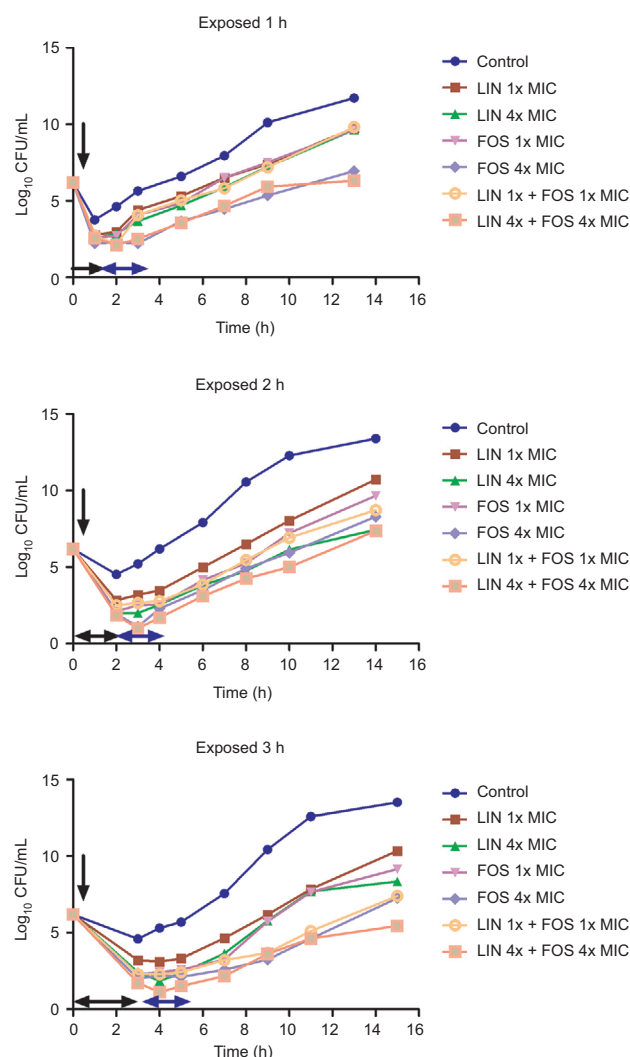 Exposed 1 h
15
10
5
0
Log10 CFU/mL
0 2 4 6 8 10 12 14 16
Time (h)
Control
LIN 1x MIC
LIN 4x MIC
FOS 1x MIC
FOS 4x MIC
LIN 1x + FOS 1x MIC
LIN 4x + FOS 4x MIC
Exposed 2 h
15
10
5
0
Log10 CFU/mL
0 2 4 6 8 10 12 14 16
Time (h)
Control
LIN 1x MIC
LIN 4x MIC
FOS 1x MIC
FOS 4x MIC
LIN 1x + FOS 1x MIC
LIN 4x + FOS 4x MIC
Exposed 3 h
15
10
5
0
Log10 CFU/mL
0 2 4 6 8 10 12 14 16
Time (h)
Control
LIN 1x MIC
LIN 4x MIC
FOS 1x MIC
FOS 4x MIC
LIN 1x + FOS 1x MIC
LIN 4x + FOS 4x MIC